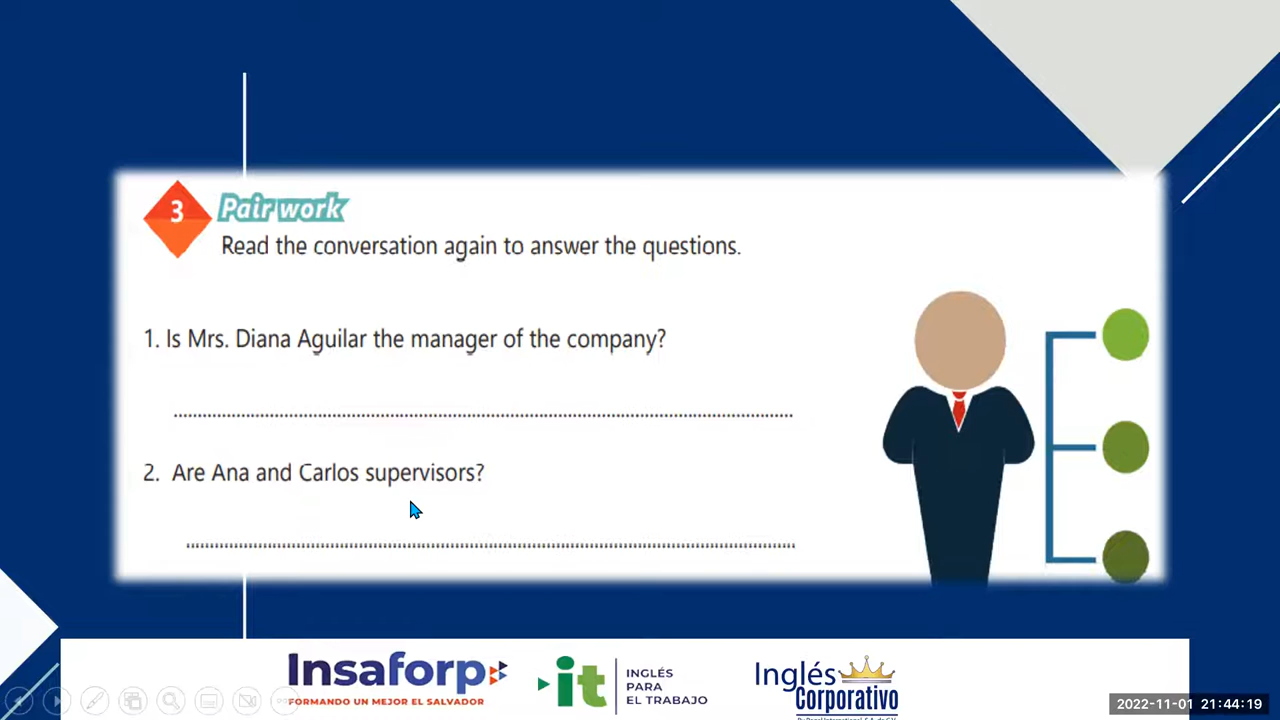 3
Pair work
Read the conversation again to answer the questions.
1. Is Mrs. Diana Aguilar the manager of the company?
2. Are Ana and Carlos supervisors?
Insaforp
FORMANDO UN MEJOR EL SALVADOR
it
INGLÉS
PARA
EL TRABAJO
Inglés
Corporativo
2022-11-01 21:44:19